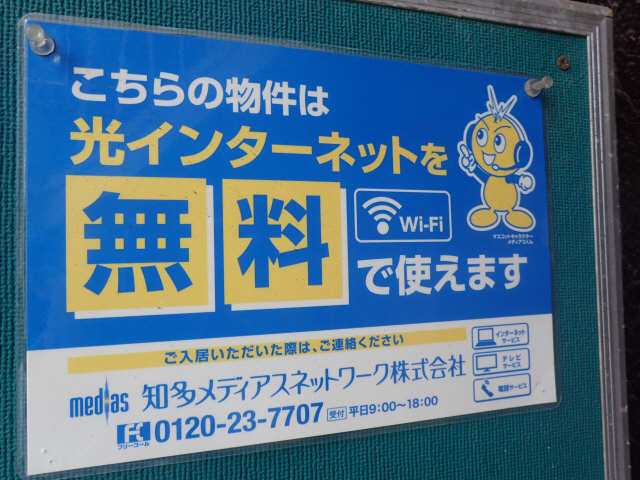 こちらの物件は
光インターネットを
無料
Wi-Fi
で使えます
マスコットキャラクター
メディアスくん
ご入居いただいた際は、ご連絡ください
medias 知多メディアスネットワーク株式会社
フリーコール 0120-23-7707 受付 平日9:00〜18:00
インターネット
サービス
テレビ
サービス
電話サービス